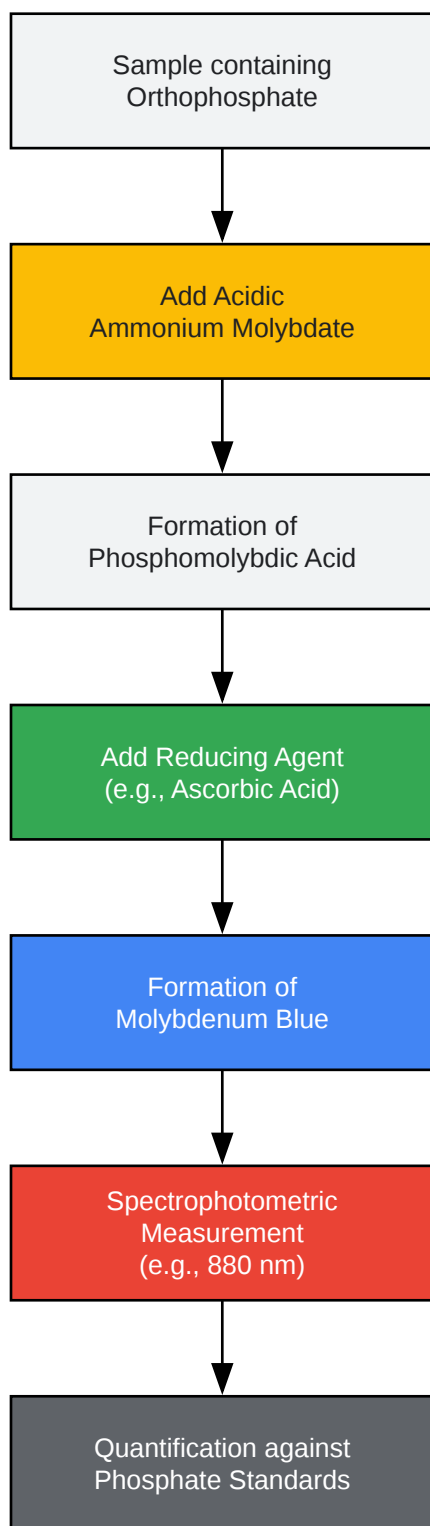 Sample containing
Orthophosphate
Add Acidic
Ammonium Molybdate
Formation of
Phosphomolybdic Acid
Add Reducing Agent
(e.g., Ascorbic Acid)
Formation of
Molybdenum Blue
Spectrophotometric
Measurement
(e.g., 880 nm)
Quantification against
Phosphate Standards